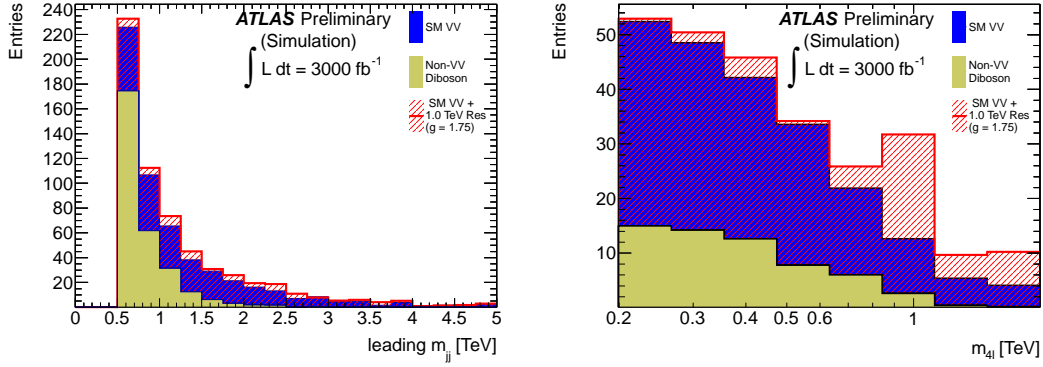 Entries
240
220
200
180
160
140
120
100
80
60
40
20
0 0.5 1 1.5 2 2.5 3 3.5 4 4.5 5
leading m_jj [TeV]
ATLAS Preliminary
(Simulation)
∫ L dt = 3000 fb⁻¹
SM VV
Non-VV
Diboson
SM VV +
1.0 TeV Res
(g = 1.75)
Entries
50
40
30
20
10
0.2 0.3 0.4 0.5 0.6 1
m_4l [TeV]
ATLAS Preliminary
(Simulation)
∫ L dt = 3000 fb⁻¹
SM VV
Non-VV
Diboson
SM VV +
1.0 TeV Res
(g = 1.75)